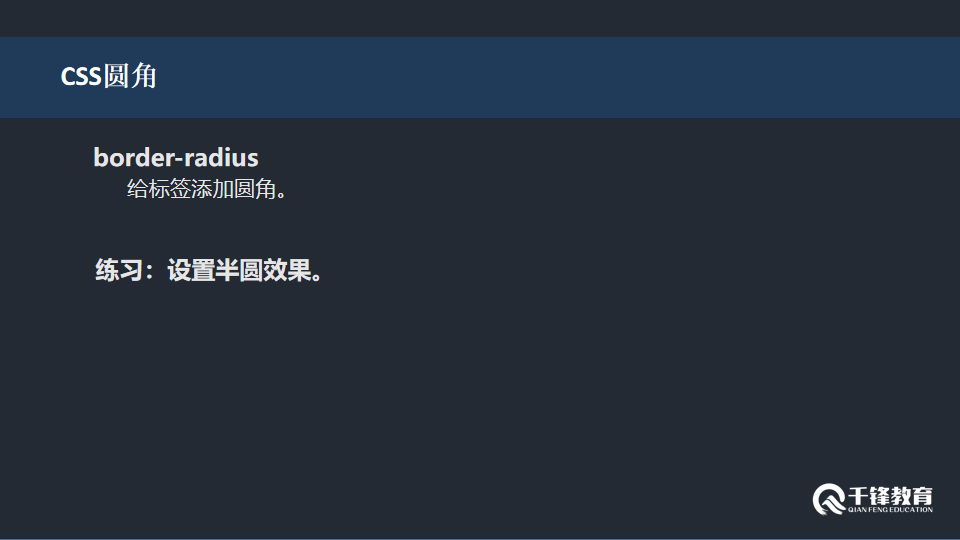 CSS圆角
border-radius
给标签添加圆角。
练习：设置半圆效果。
千锋教育
QIAN FENG EDUCATION